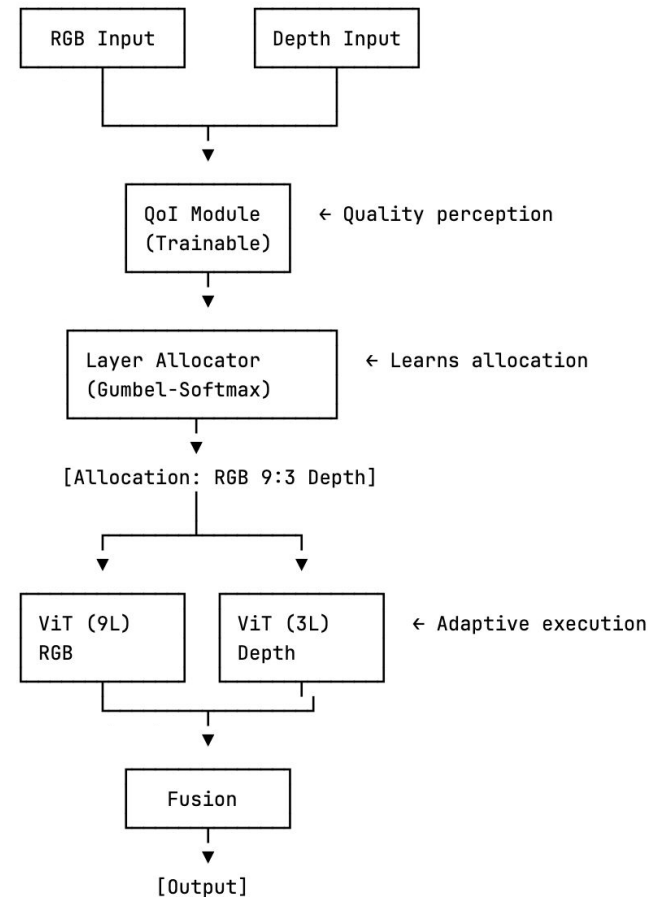 RGB Input
Depth Input
QoI Module
(Trainable)
← Quality perception
Layer Allocator
(Gumbel-Softmax)
← Learns allocation
[Allocation: RGB 9:3 Depth]
ViT (9L)
RGB
ViT (3L)
Depth
← Adaptive execution
Fusion
[Output]